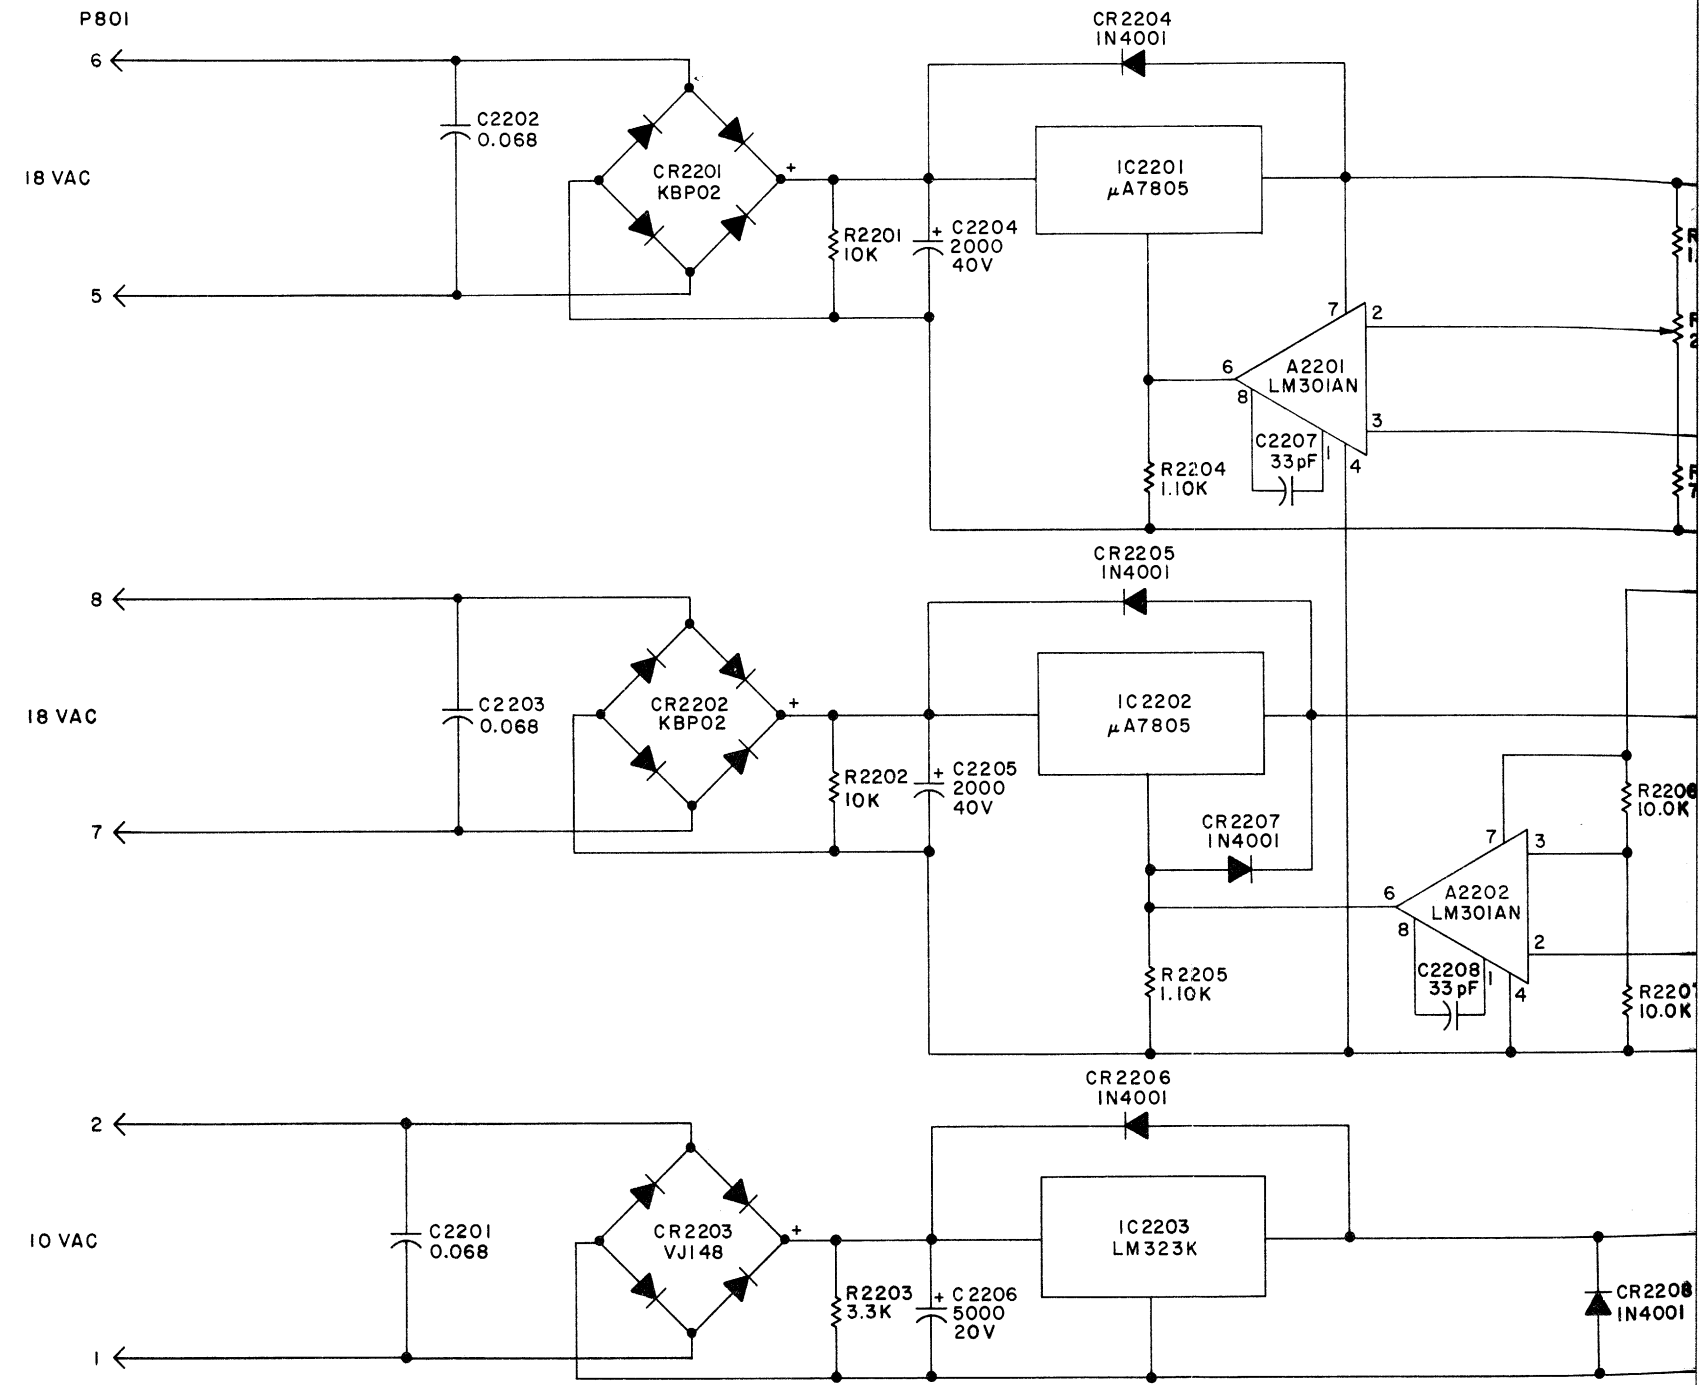 P801
CR2204
1N4001
6
C2202
0.068
18 VAC
CR2201
KBP02
+
IC2201
μA7805
R2201
10K
+
C2204
2000
40V
5
7
2
6
A2201
LM301AN
8
3
C2207
33pF
1
4
R2204
1.10K
CR2205
1N4001
8
C2203
0.068
18 VAC
CR2202
KBP02
+
IC2202
μA7805
R2202
10K
+
C2205
2000
40V
7
CR2207
1N4001
R2206
10.0K
7
3
6
A2202
LM301AN
8
2
C2208
33pF
1
4
R2205
1.10K
R2207
10.0K
CR2206
1N4001
2
C2201
0.068
10 VAC
CR2203
VJ148
+
IC2203
LM323K
R2203
3.3K
+
C2206
5000
20V
CR2208
1N4001
1